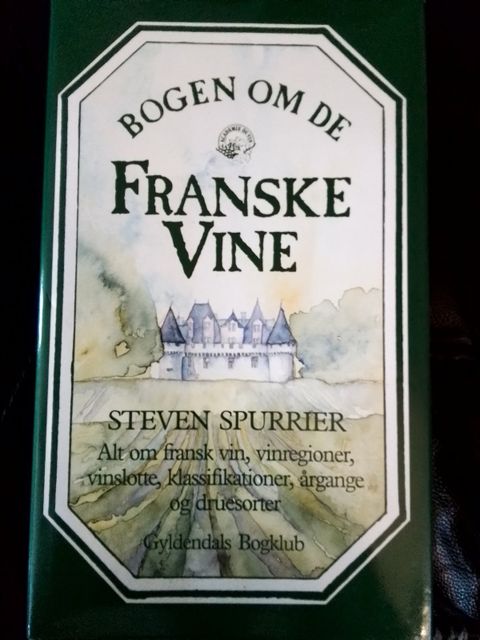 BOGEN OM DE
FRANSKE
VINE
STEVEN SPURRIER
Alt om fransk vin, vinregioner,
vinslotte, klassifikationer, årgange
og druesorter
Gyldendals Bogklub